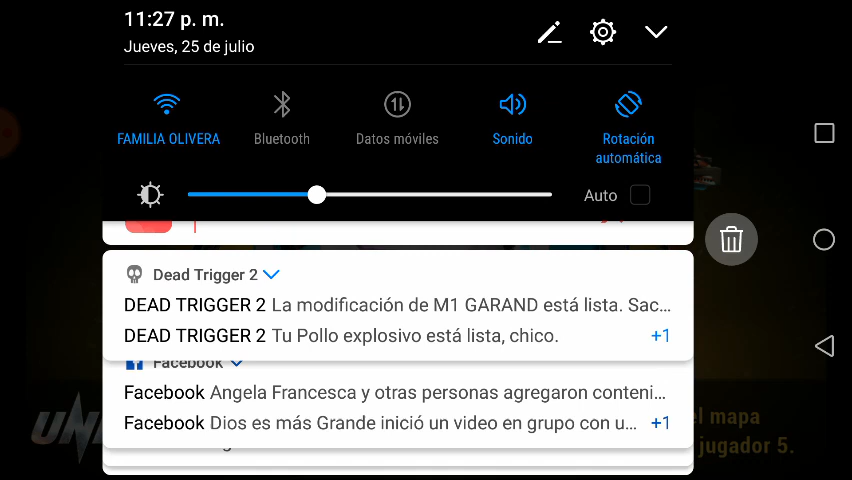 11:27 p. m.
Jueves, 25 de julio
FAMILIA OLIVERA
Bluetooth
Datos móviles
Sonido
Rotación
automática
Auto
Dead Trigger 2
DEAD TRIGGER 2 La modificación de M1 GARAND está lista. Sac...
DEAD TRIGGER 2 Tu Pollo explosivo está lista, chico. +1
Facebook
Facebook Angela Francesca y otras personas agregaron conteni...
Facebook Dios es más Grande inició un video en grupo con u... +1
el mapa
jugador 5.